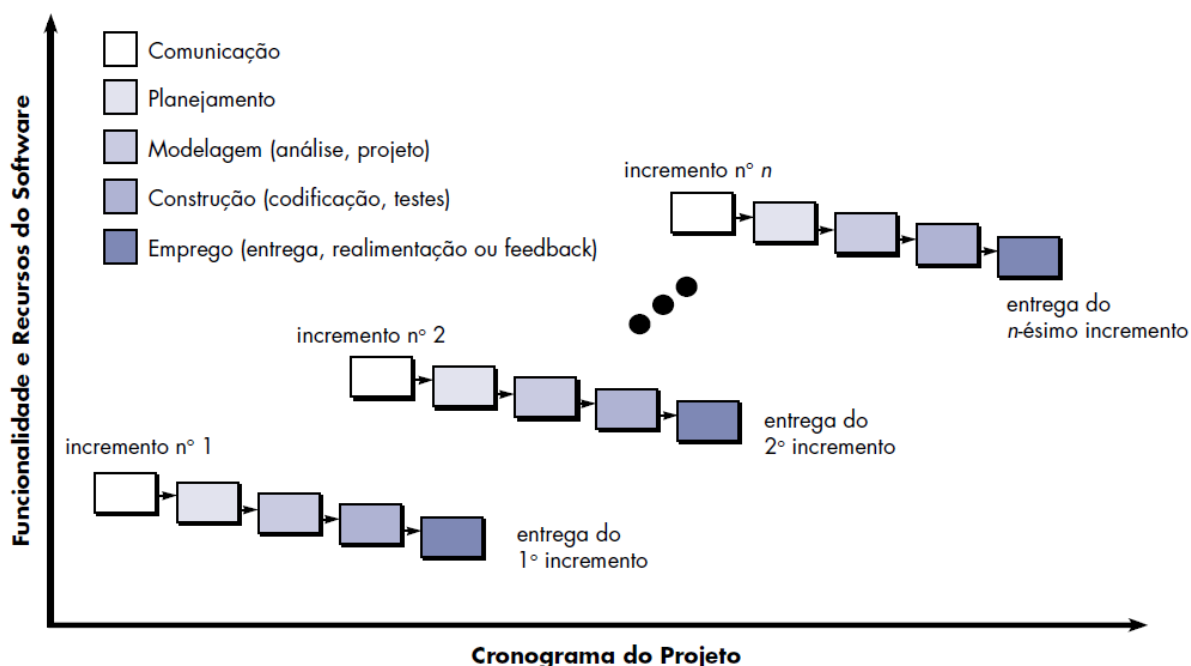 Funcionalidade e Recursos do Software
Comunicação
Planejamento
Modelagem (análise, projeto)
Construção (codificação, testes)
Emprego (entrega, realimentação ou feedback)
incremento n° n
entrega do
n-ésimo incremento
incremento n° 2
entrega do
2° incremento
incremento n° 1
entrega do
1° incremento
Cronograma do Projeto